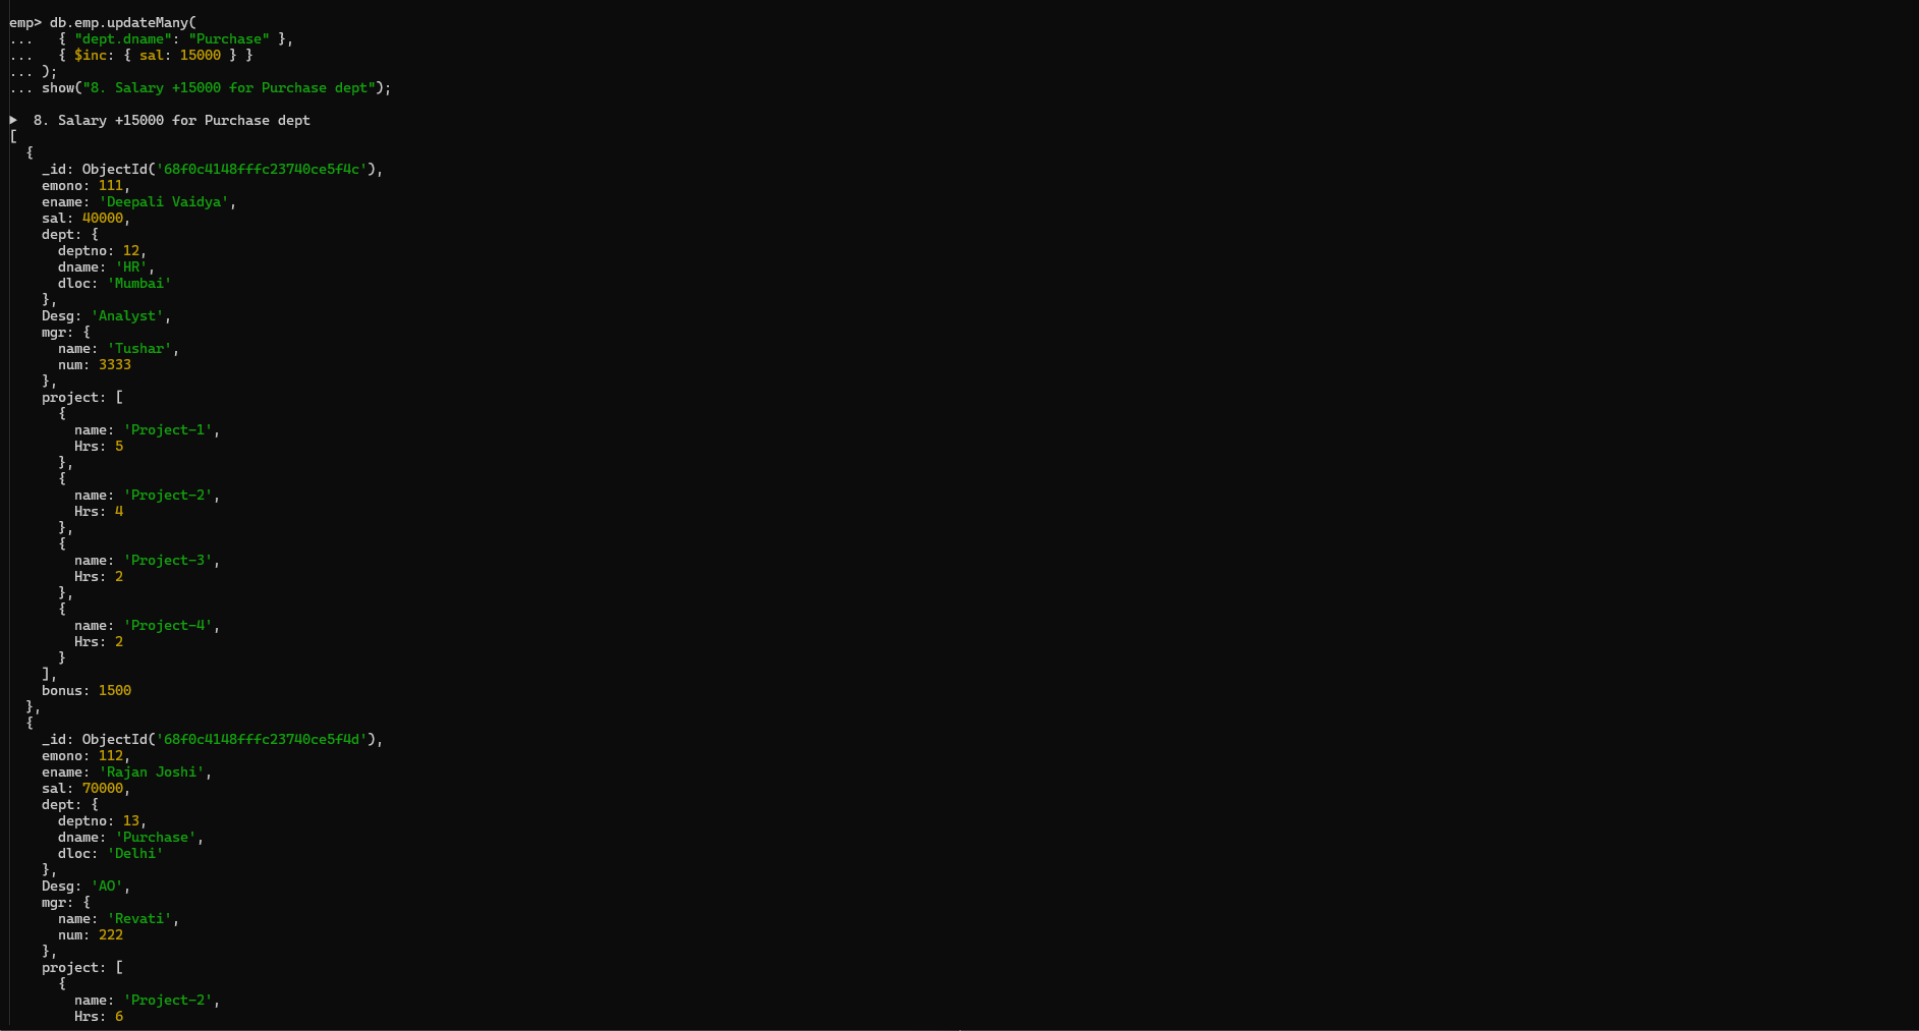 emp> db.emp.updateMany(
...   { "dept.dname": "Purchase" },
...   { $inc: { sal: 15000 } }
... );
... show("8. Salary +15000 for Purchase dept");
▶  8. Salary +15000 for Purchase dept
[
  {
    _id: ObjectId('68f0c4148fffc23740ce5f4c'),
    emono: 111,
    ename: 'Deepali Vaidya',
    sal: 40000,
    dept: {
      deptno: 12,
      dname: 'HR',
      dloc: 'Mumbai'
    },
    Desg: 'Analyst',
    mgr: {
      name: 'Tushar',
      num: 3333
    },
    project: [
      {
        name: 'Project-1',
        Hrs: 5
      },
      {
        name: 'Project-2',
        Hrs: 4
      },
      {
        name: 'Project-3',
        Hrs: 2
      },
      {
        name: 'Project-4',
        Hrs: 2
      }
    ],
    bonus: 1500
  },
  {
    _id: ObjectId('68f0c4148fffc23740ce5f4d'),
    emono: 112,
    ename: 'Rajan Joshi',
    sal: 70000,
    dept: {
      deptno: 13,
      dname: 'Purchase',
      dloc: 'Delhi'
    },
    Desg: 'AO',
    mgr: {
      name: 'Revati',
      num: 222
    },
    project: [
      {
        name: 'Project-2',
        Hrs: 6